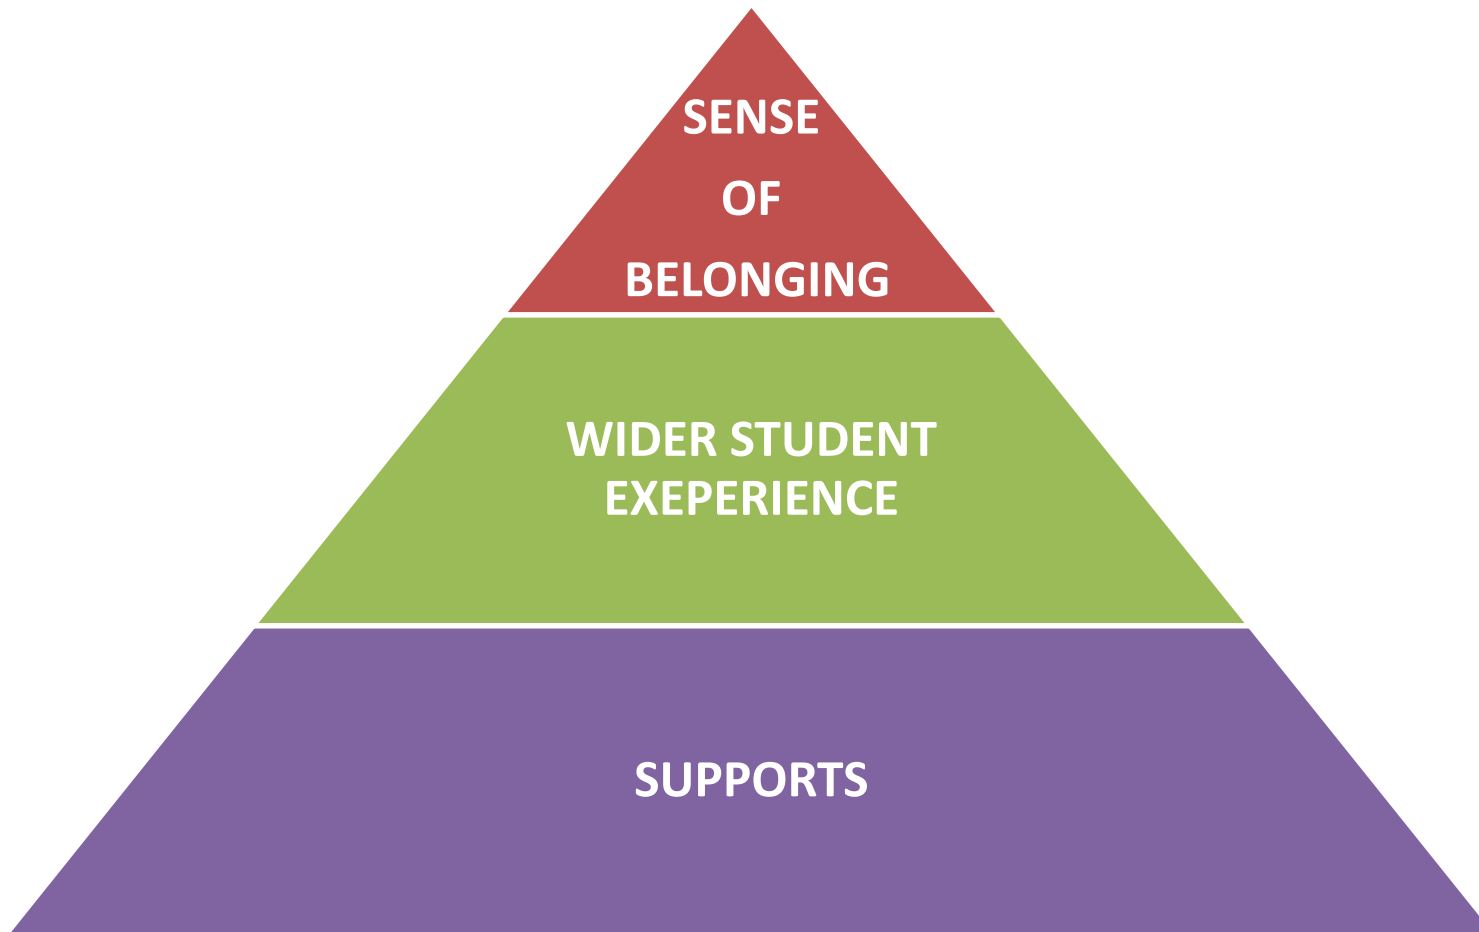 SENSE
OF
BELONGING
WIDER STUDENT
EXEPERIENCE
SUPPORTS